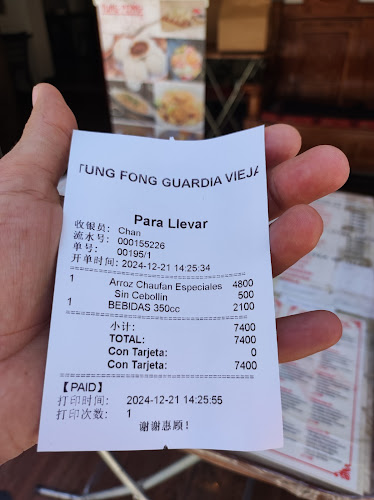 TUNG FONG GUARDIA VIEJA
Para Llevar
收银员: Chan
流水号: 000155226
单号: 00195/1
开单时间: 2024-12-21 14:25:34
1 Arroz Chaufan Especiales 4800
Sin Cebollín 500
1 BEBIDAS 350cc 2100
小计: 7400
TOTAL: 7400
Con Tarjeta: 0
Con Tarjeta: 7400
【PAID】
打印时间: 2024-12-21 14:25:55
打印次数: 1
谢谢惠顾!